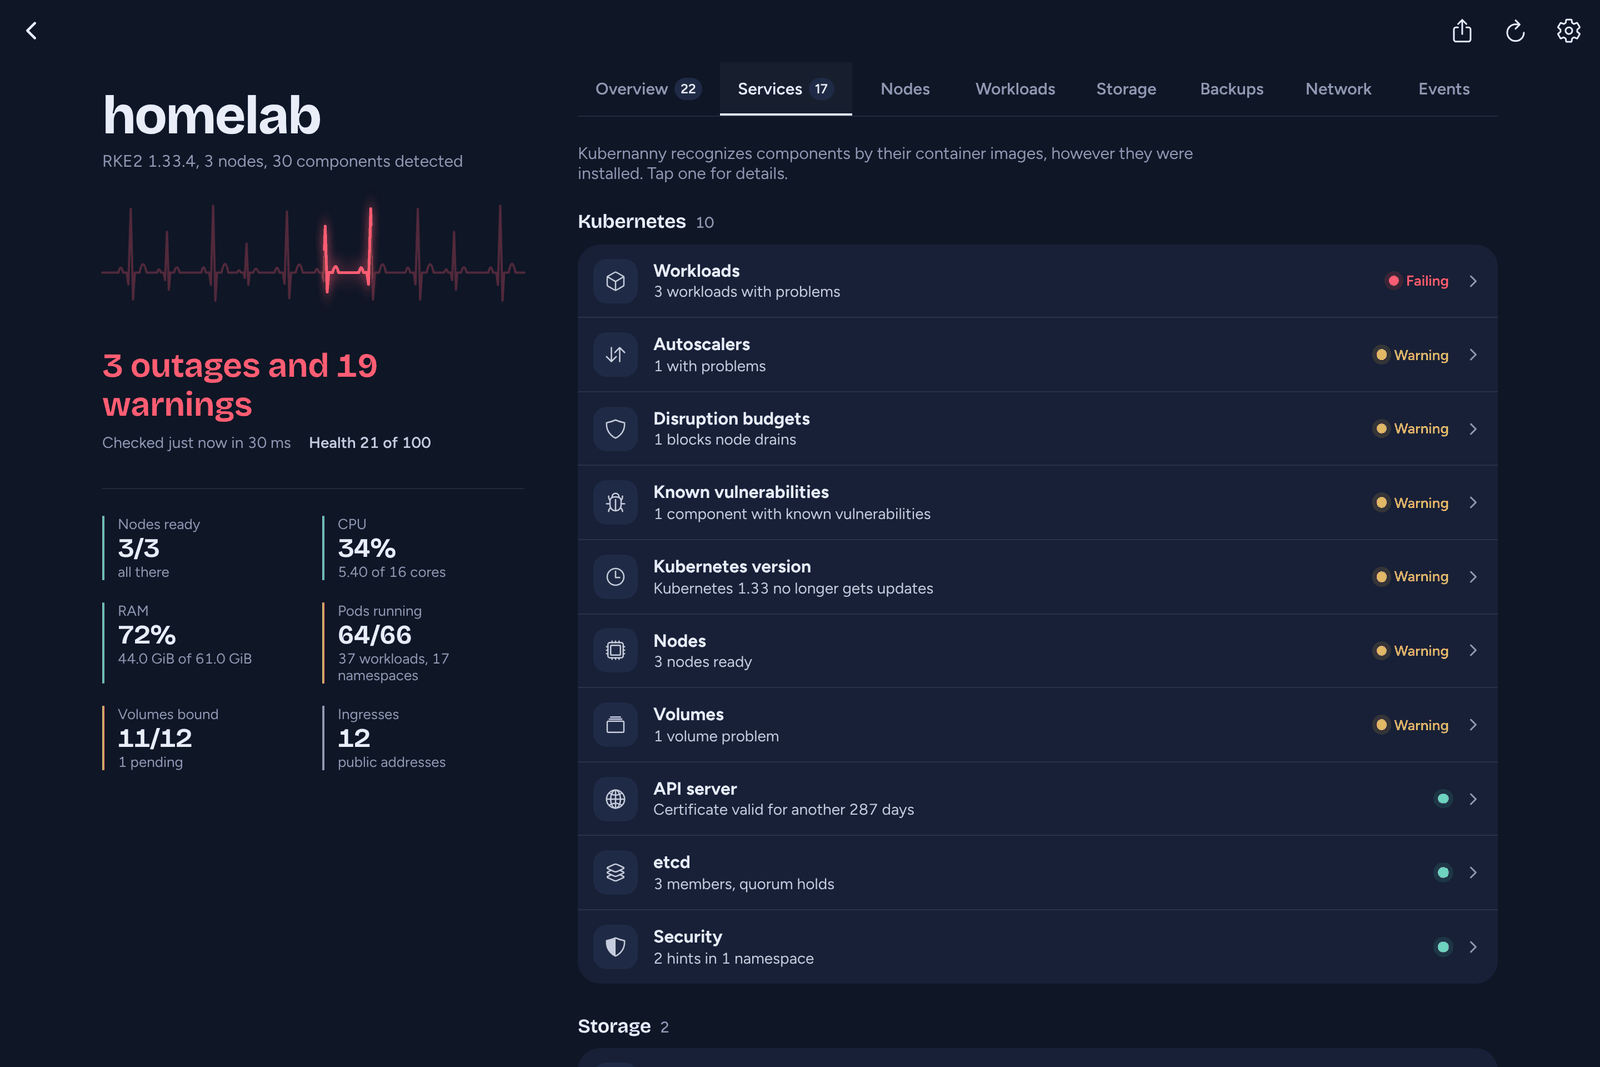 homelab
RKE2 1.33.4, 3 nodes, 30 components detected
3 outages and 19
warnings
Checked just now in 30 ms Health 21 of 100
Nodes ready
3/3
all there
CPU
34%
5.40 of 16 cores
RAM
72%
44.0 GiB of 61.0 GiB
Pods running
64/66
37 workloads, 17
namespaces
Volumes bound
11/12
1 pending
Ingresses
12
public addresses
Overview 22 Services 17 Nodes Workloads Storage Backups Network Events
Kubernanny recognizes components by their container images, however they were
installed. Tap one for details.
Kubernetes 10
Workloads
3 workloads with problems
Failing
Autoscalers
1 with problems
Warning
Disruption budgets
1 blocks node drains
Warning
Known vulnerabilities
1 component with known vulnerabilities
Warning
Kubernetes version
Kubernetes 1.33 no longer gets updates
Warning
Nodes
3 nodes ready
Warning
Volumes
1 volume problem
Warning
API server
Certificate valid for another 287 days
etcd
3 members, quorum holds
Security
2 hints in 1 namespace
Storage 2